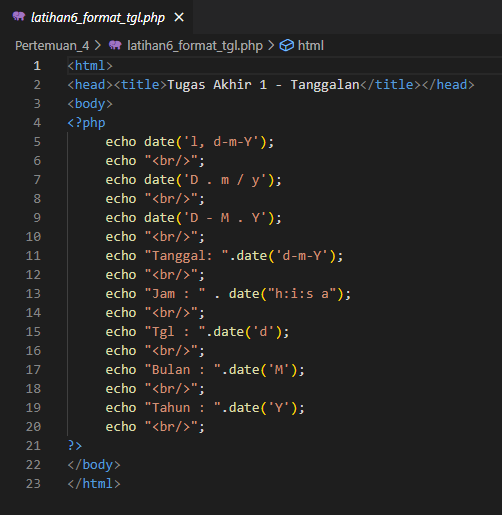 latihan6_format_tgl.php ×
Pertemuan_4 > latihan6_format_tgl.php > html
1 <html>
2 <head><title>Tugas Akhir 1 - Tanggalan</title></head>
3 <body>
4 <?php
5 echo date('l, d-m-Y');
6 echo "<br/>";
7 echo date('D . m / y');
8 echo "<br/>";
9 echo date('D - M . Y');
10 echo "<br/>";
11 echo "Tanggal: ".date('d-m-Y');
12 echo "<br/>";
13 echo "Jam : " . date("h:i:s a");
14 echo "<br/>";
15 echo "Tgl : ".date('d');
16 echo "<br/>";
17 echo "Bulan : ".date('M');
18 echo "<br/>";
19 echo "Tahun : ".date('Y');
20 echo "<br/>";
21 ?>
22 </body>
23 </html>